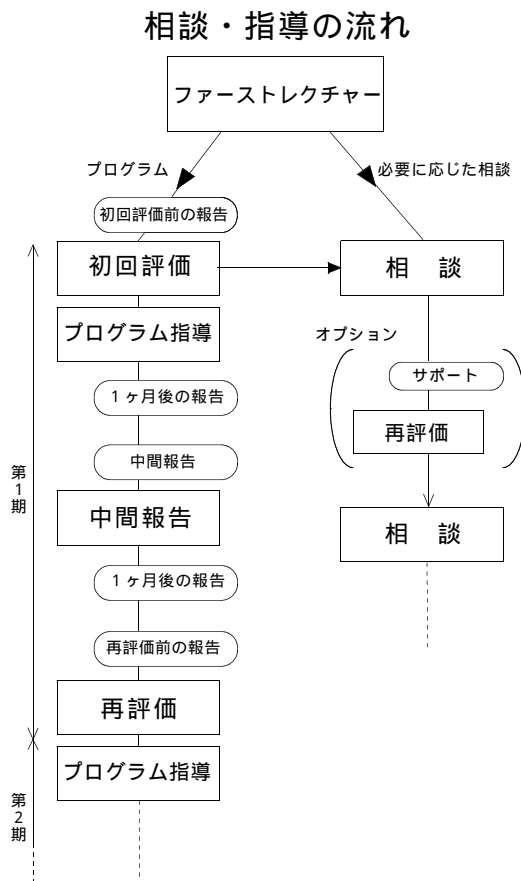 相談・指導の流れ
ファーストレクチャー
プログラム
必要に応じた相談
初回評価前の報告
初回評価
相　談
プログラム指導
オプション
サポート
1ヶ月後の報告
再評価
中間報告
第1期
中間報告
相　談
1ヶ月後の報告
再評価前の報告
再評価
プログラム指導
第2期